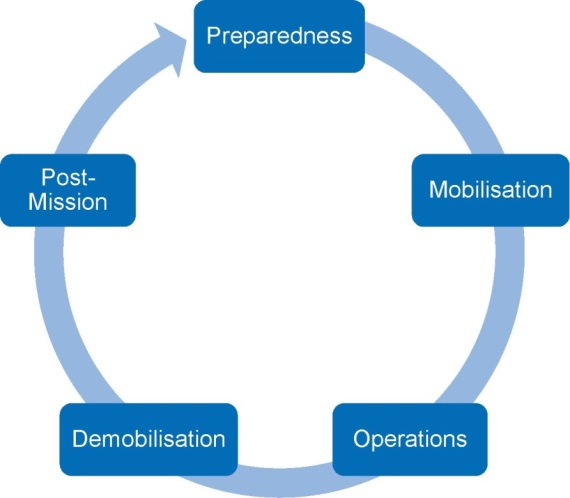 Preparedness
Mobilisation
Operations
Demobilisation
Post-
Mission